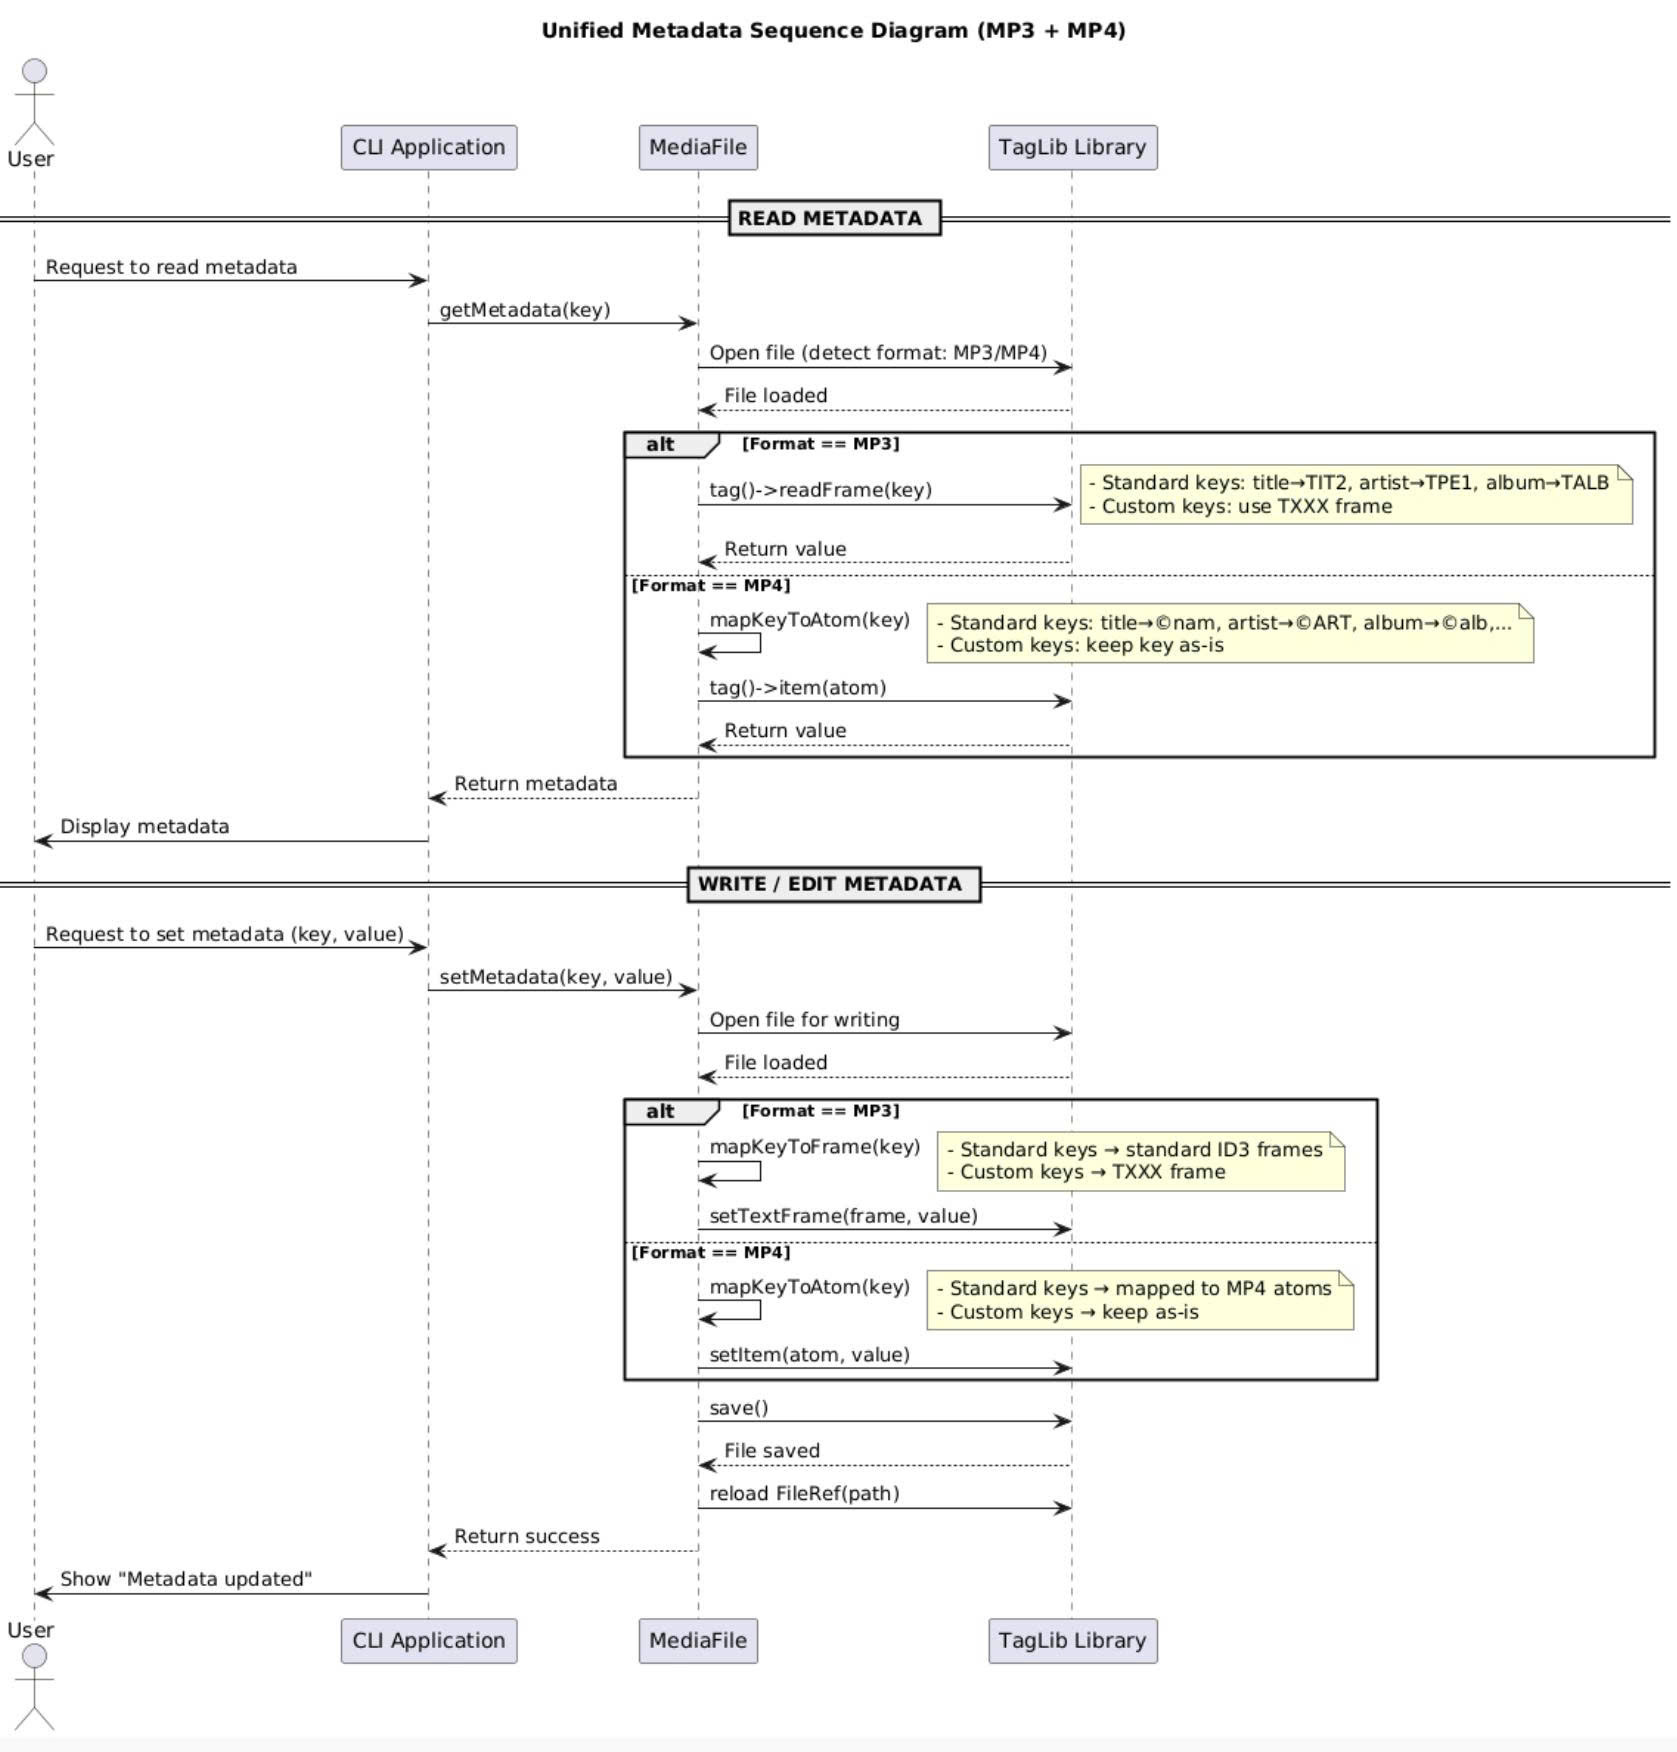 Unified Metadata Sequence Diagram (MP3 + MP4)
User
CLI Application
MediaFile
TagLib Library
READ METADATA
Request to read metadata
getMetadata(key)
Open file (detect format: MP3/MP4)
File loaded
alt
[Format == MP3]
tag()->readFrame(key)
- Standard keys: title→TIT2, artist→TPE1, album→TALB
- Custom keys: use TXXX frame
Return value
[Format == MP4]
mapKeyToAtom(key)
- Standard keys: title→©nam, artist→©ART, album→©alb,...
- Custom keys: keep key as-is
tag()->item(atom)
Return value
Return metadata
Display metadata
WRITE / EDIT METADATA
Request to set metadata (key, value)
setMetadata(key, value)
Open file for writing
File loaded
alt
[Format == MP3]
mapKeyToFrame(key)
- Standard keys → standard ID3 frames
- Custom keys → TXXX frame
setTextFrame(frame, value)
[Format == MP4]
mapKeyToAtom(key)
- Standard keys → mapped to MP4 atoms
- Custom keys → keep as-is
setItem(atom, value)
save()
File saved
reload FileRef(path)
Return success
Show "Metadata updated"
User
CLI Application
MediaFile
TagLib Library